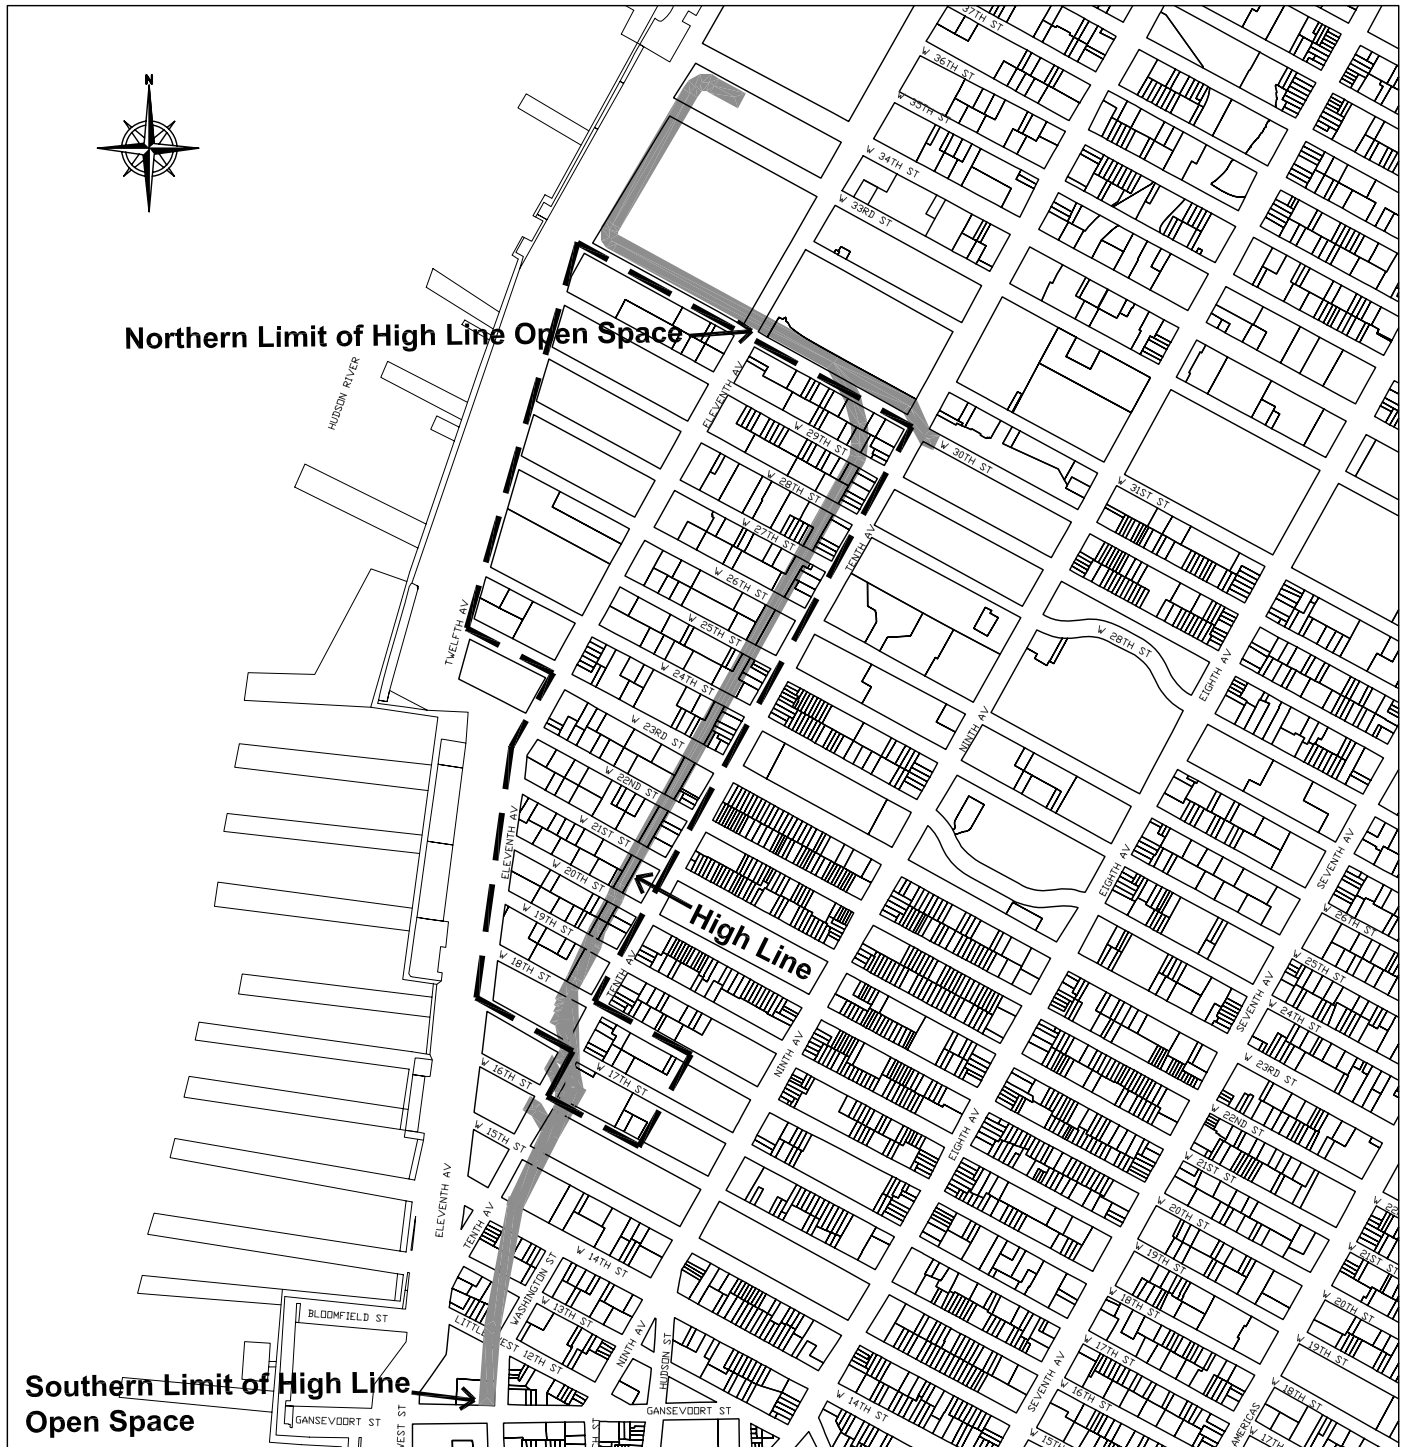 37TH ST
N
W 36TH ST
W 35TH ST
W 34TH ST
W 33RD ST
Northern Limit of High Line Open Space
HUDSON RIVER
ELEVENTH AV
W 29TH ST
W 30TH ST
W 28TH ST
W 31ST ST
W 27TH ST
TENTH AV
W 26TH ST
TWELFTH AV
W 25TH ST
W 28TH ST
W 24TH ST
EIGHTH AV
W 23RD ST
NINTH AV
W 22ND ST
ELEVENTH AV
W 21ST ST
SEVENTH AV
W 20TH ST
EIGHTH AV
W 19TH ST
High Line
W 26TH ST
W 18TH ST
TENTH AV
W 25TH ST
SEVENTH AV
W 24TH ST
W 16TH ST
W 17TH ST
NINTH AV
W 23RD ST
W 15TH ST
EIGHTH AV
W 22ND ST
W 21ST ST
ELEVENTH AV
TENTH AV
W 20TH ST
W 22
W 14TH ST
W 19TH ST
W 21ST ST
WASHINGTON ST
W 13TH ST
W 18TH ST
W 20TH ST
BLOOMFIELD ST
LITTLE WEST 12TH ST
NINTH AV
HUDSON ST
W 17TH ST
W 19TH ST
Southern Limit of High Line
Open Space
SEVENTH AV
W 16TH ST
W 18TH ST
GANSEVOORT ST
WEST ST
GANSEVOORT ST
W 14TH ST
W 15TH
AMERICAS
W 17TH